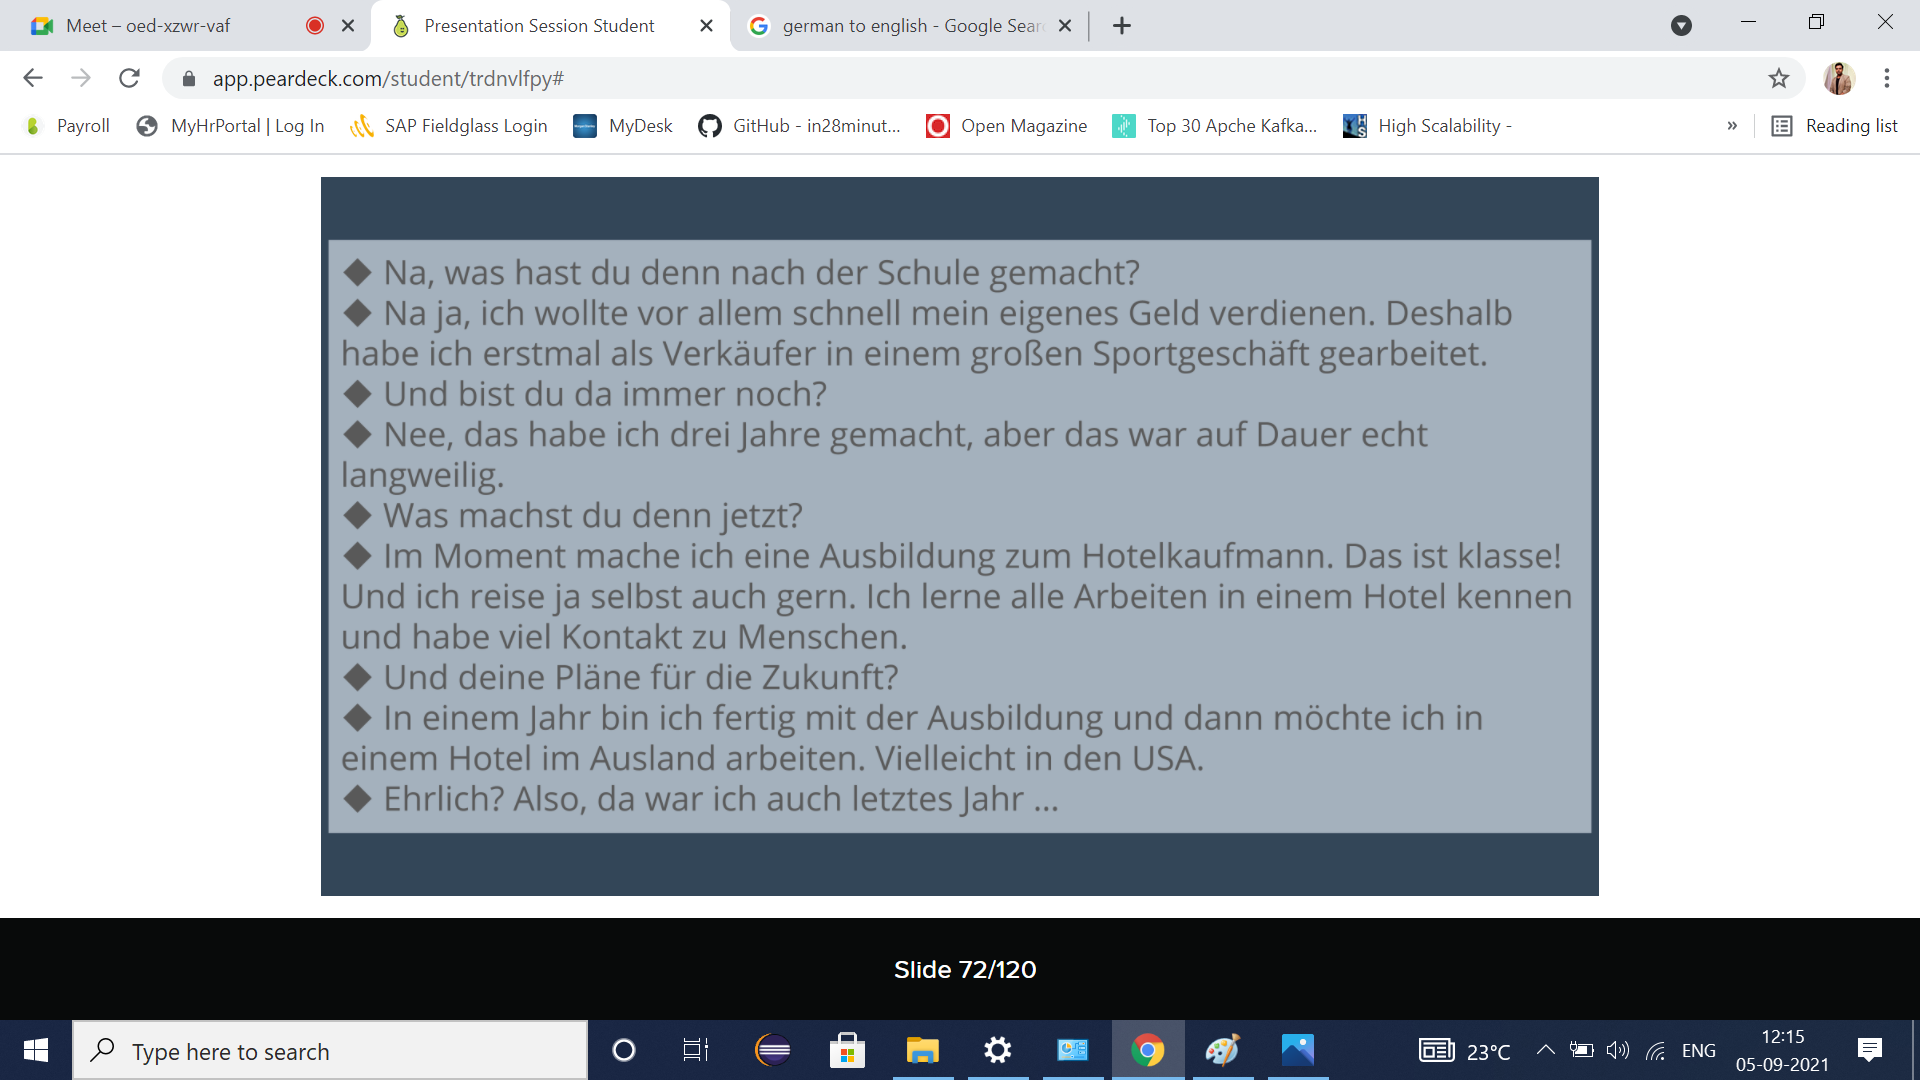 Meet – oed-xzwr-vaf
Presentation Session Student
german to english - Google Sear
app.peardeck.com/student/trdnvlfpy#
Payroll
MyHrPortal | Log In
SAP Fieldglass Login
MyDesk
GitHub - in28minut...
Open Magazine
Top 30 Apche Kafka...
High Scalability -
»
Reading list
◆ Na, was hast du denn nach der Schule gemacht?
◆ Na ja, ich wollte vor allem schnell mein eigenes Geld verdienen. Deshalb
habe ich erstmal als Verkäufer in einem großen Sportgeschäft gearbeitet.
◆ Und bist du da immer noch?
◆ Nee, das habe ich drei Jahre gemacht, aber das war auf Dauer echt
langweilig.
◆ Was machst du denn jetzt?
◆ Im Moment mache ich eine Ausbildung zum Hotelkaufmann. Das ist klasse!
Und ich reise ja selbst auch gern. Ich lerne alle Arbeiten in einem Hotel kennen
und habe viel Kontakt zu Menschen.
◆ Und deine Pläne für die Zukunft?
◆ In einem Jahr bin ich fertig mit der Ausbildung und dann möchte ich in
einem Hotel im Ausland arbeiten. Vielleicht in den USA.
◆ Ehrlich? Also, da war ich auch letztes Jahr ...
Slide 72/120
Type here to search
23°C
ENG
12:15
05-09-2021